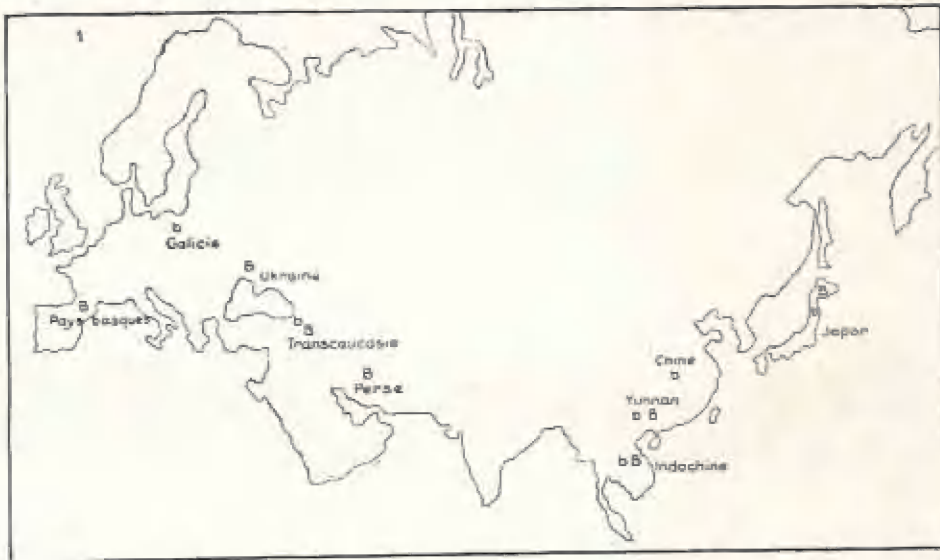 1
b
Galicie
B
Ukraine
B
Pays basques
b B
Transcaucasie
B
Perse
B
b
Japon
Chine
b
Yunnan
b B
b B Indochine